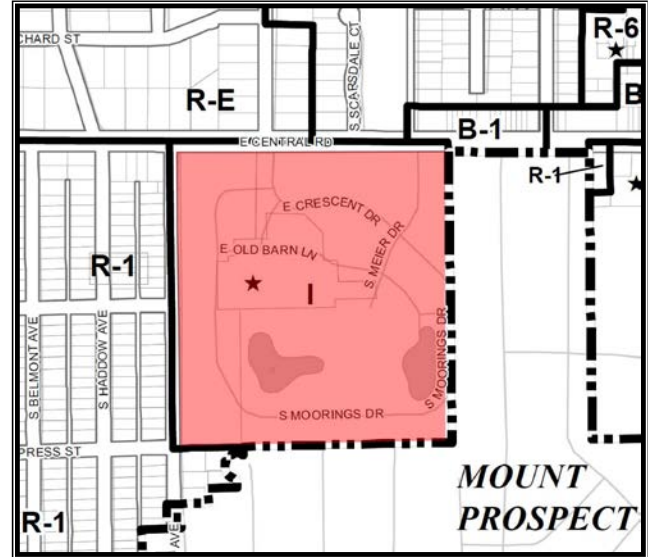 CHARD ST
R-E
S SCARSDALE CT
R-6
B
B-1
E CENTRAL RD
R-1
E CRESCENT DR
E OLD BARN LN
S MEIER DR
R-1
I
S BELMONT AVE
S HADDOW AVE
S MOORINGS DR
S MOORINGS DR
PRESS ST
MOUNT
PROSPECT
R-1
AVE